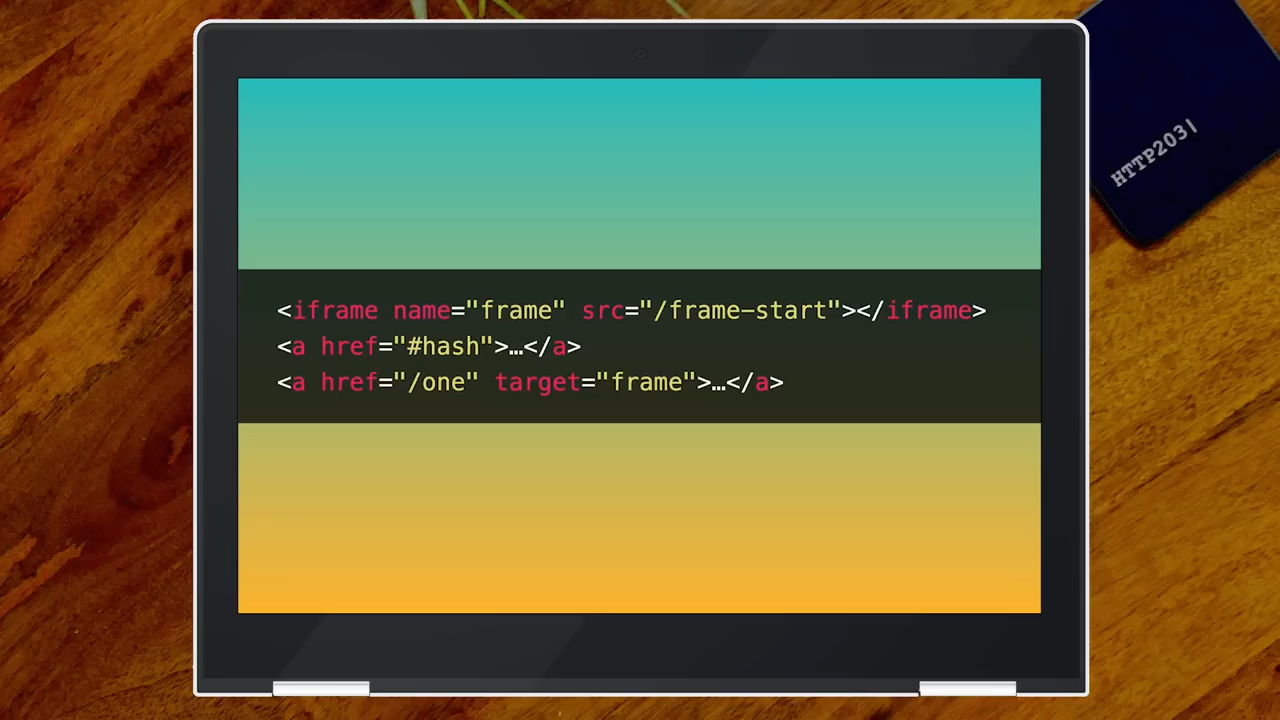 HTTP203|
<iframe name="frame" src="/frame-start"></iframe>
<a href="#hash">…</a>
<a href="/one" target="frame">…</a>